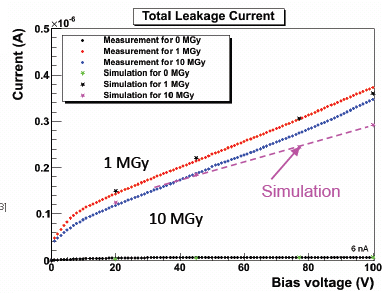 Total Leakage Current
×10⁻⁶
Current (A)
0.5
0.4
0.3
0.2
0.1
0
Measurement for 0 MGy
Measurement for 1 MGy
Measurement for 10 MGy
Simulation for 0 MGy
Simulation for 1 MGy
Simulation for 10 MGy
1 MGy
Simulation
10 MGy
6 nA
0 20 40 60 80 100
Bias voltage (V)